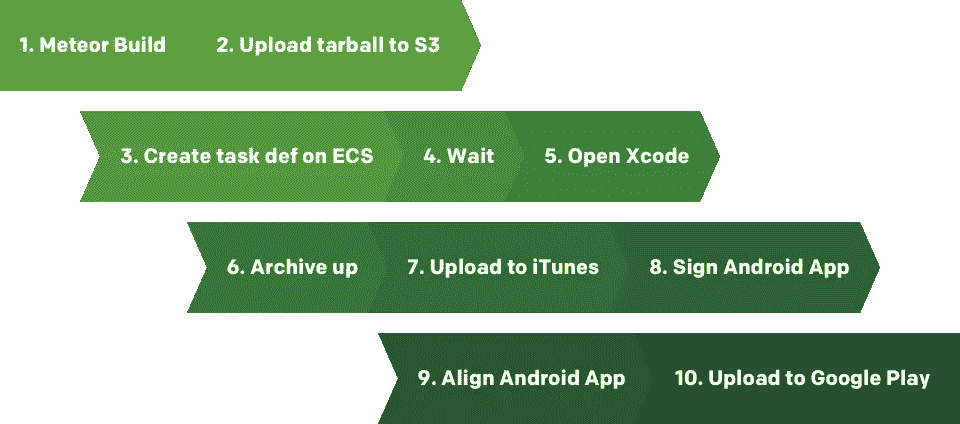 1. Meteor Build 2. Upload tarball to S3
3. Create task def on ECS 4. Wait 5. Open Xcode
6. Archive up 7. Upload to iTunes 8. Sign Android App
9. Align Android App 10. Upload to Google Play